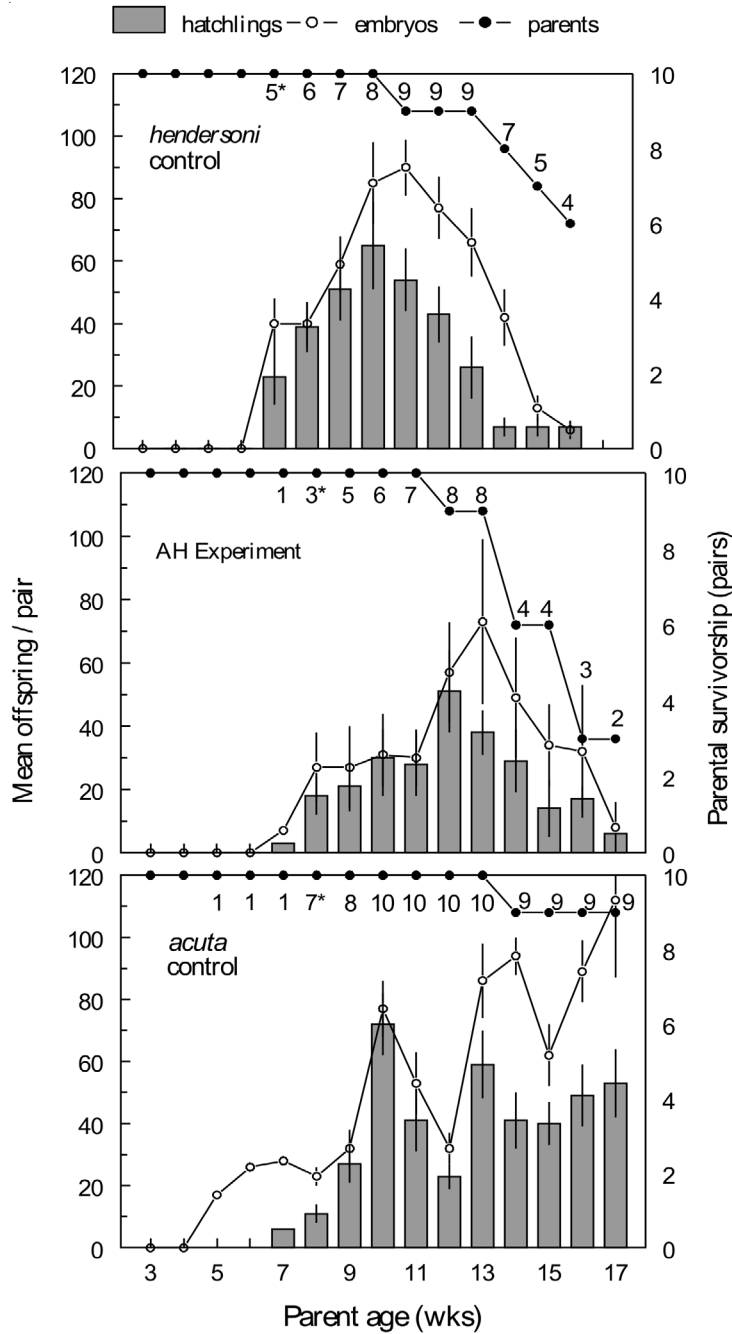 hatchlings embryos parents
120 10
5* 6 7 8 9 9 9
hendersoni
control
100
7
80 8
5
4
60 6
40 4
20 2
0 0
120 10
1 3* 5 6 7 8 8
100
AH Experiment
8
80
4 4
6
60
3
4
40
2
20 2
0 0
120 10
1 1 1 7* 8 10 10 10 10 9 9 9 9
100
acuta
control
8
80
6
60
4
40
20 2
0 0
3 5 7 9 11 13 15 17
Parent age (wks)
Mean offspring / pair
Parental survivorship (pairs)